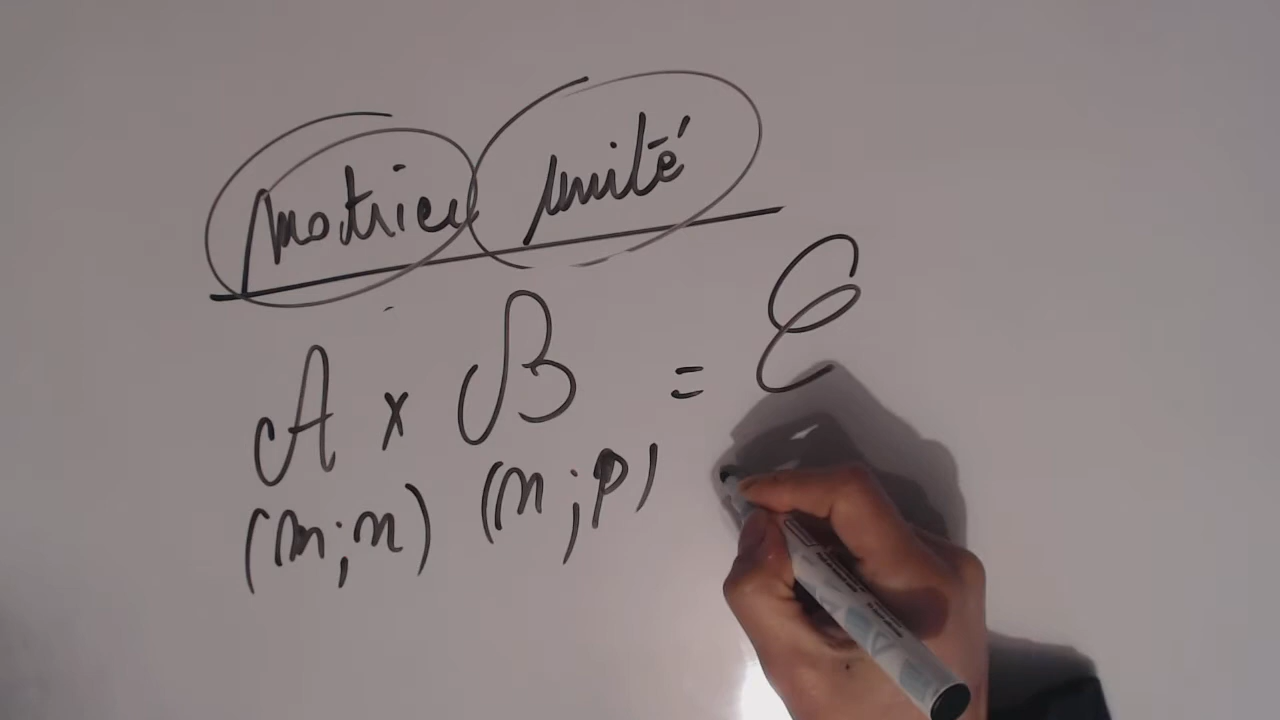 Matrice unité
A × B = C
(m;n) (n;p)